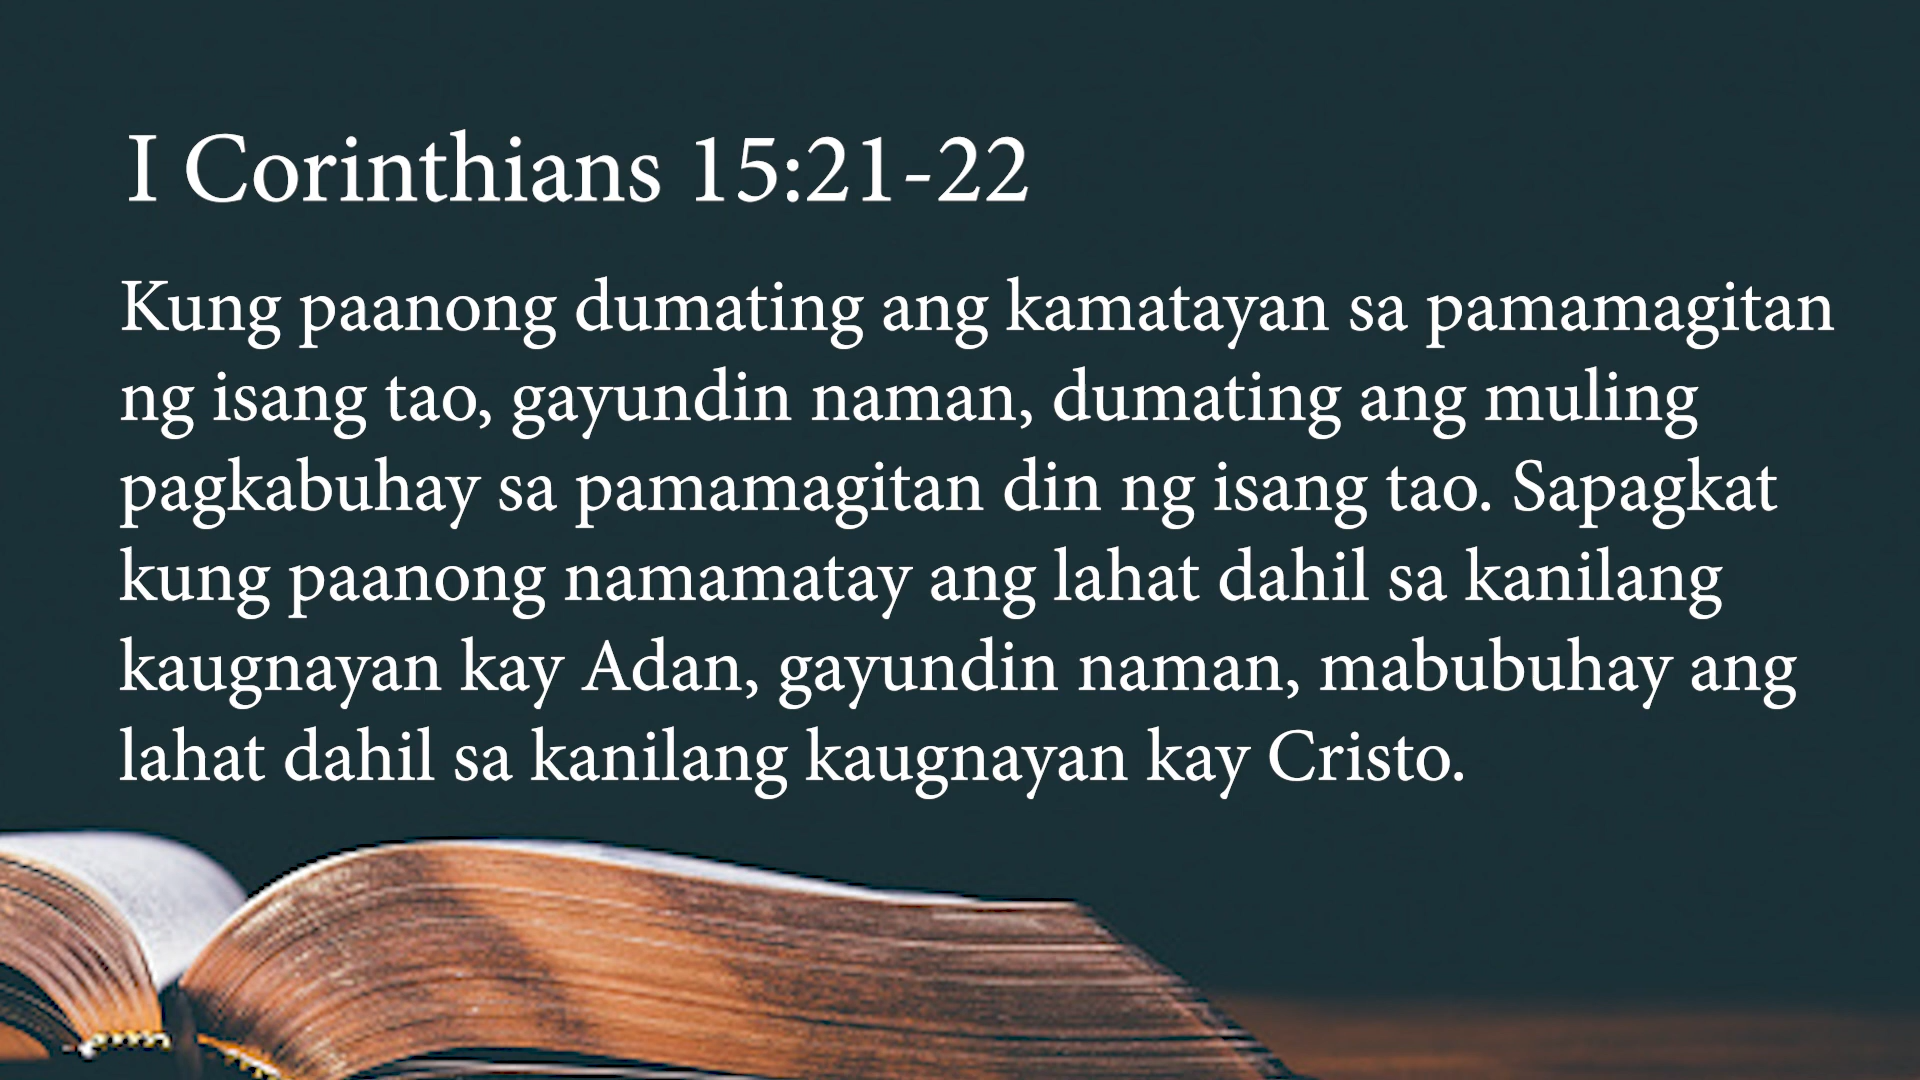 I Corinthians 15:21-22
Kung paanong dumating ang kamatayan sa pamamagitan
ng isang tao, gayundin naman, dumating ang muling
pagkabuhay sa pamamagitan din ng isang tao. Sapagkat
kung paanong namamatay ang lahat dahil sa kanilang
kaugnayan kay Adan, gayundin naman, mabubuhay ang
lahat dahil sa kanilang kaugnayan kay Cristo.